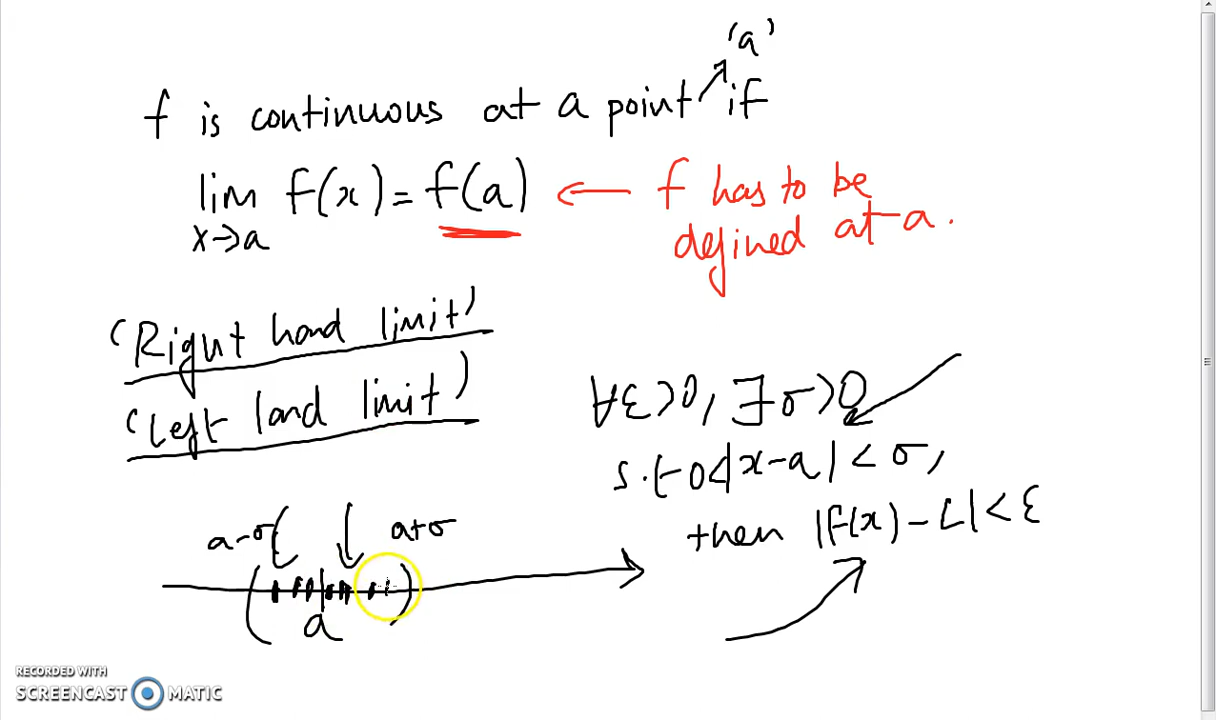 'a'
f is continuous at a point if
lim f(x) = f(a) ← f has to be
x→a
defined at a.
(Right hand limit)
(Left land limit)
∀ε>0, ∃σ>0
s.t 0<|x-a|<σ,
then |f(x)-L|<ε
a-σ a+σ
a
RECORDED WITH
SCREENCAST MATIC